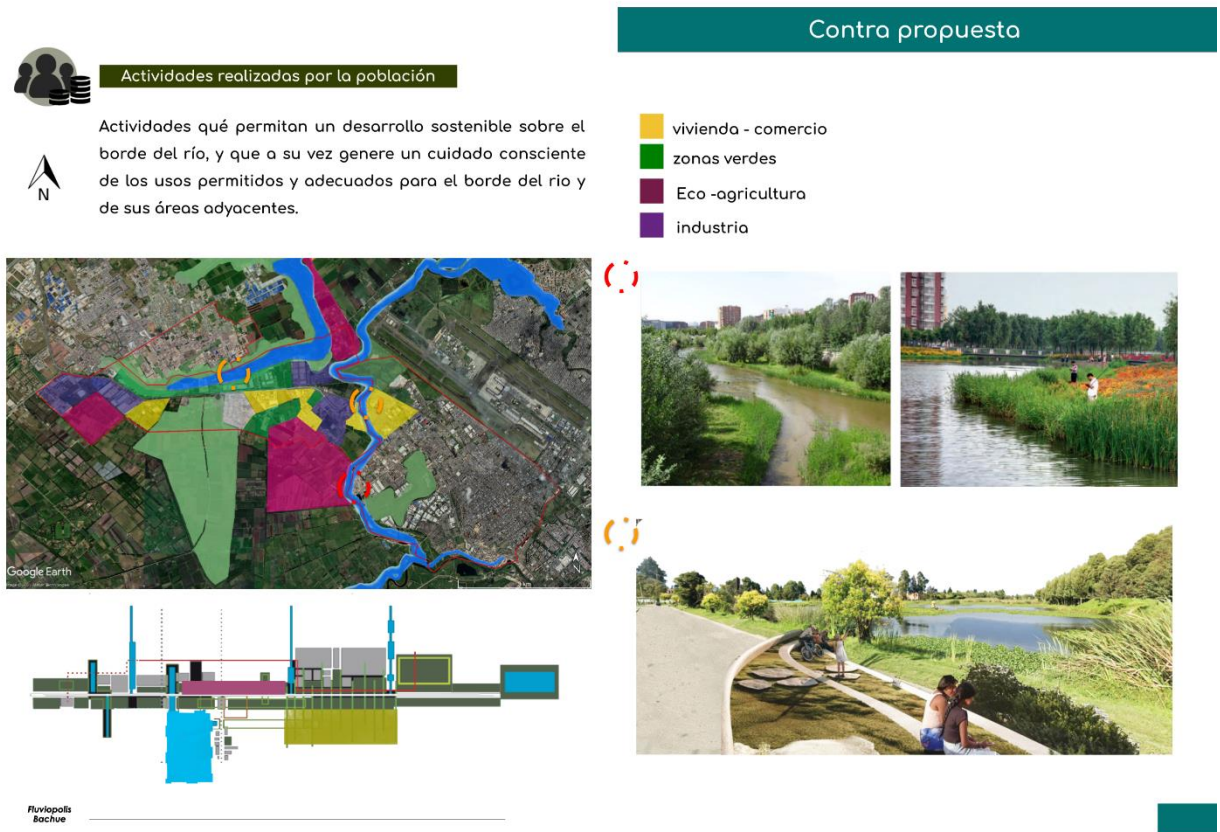 Contra propuesta
Actividades realizadas por la población
Actividades qué permitan un desarrollo sostenible sobre el
borde del río, y que a su vez genere un cuidado consciente
de los usos permitidos y adecuados para el borde del rio y
de sus áreas adyacentes.
N
vivienda - comercio
zonas verdes
Eco -agricultura
industria
Google Earth
Fluviopolis
Bachue